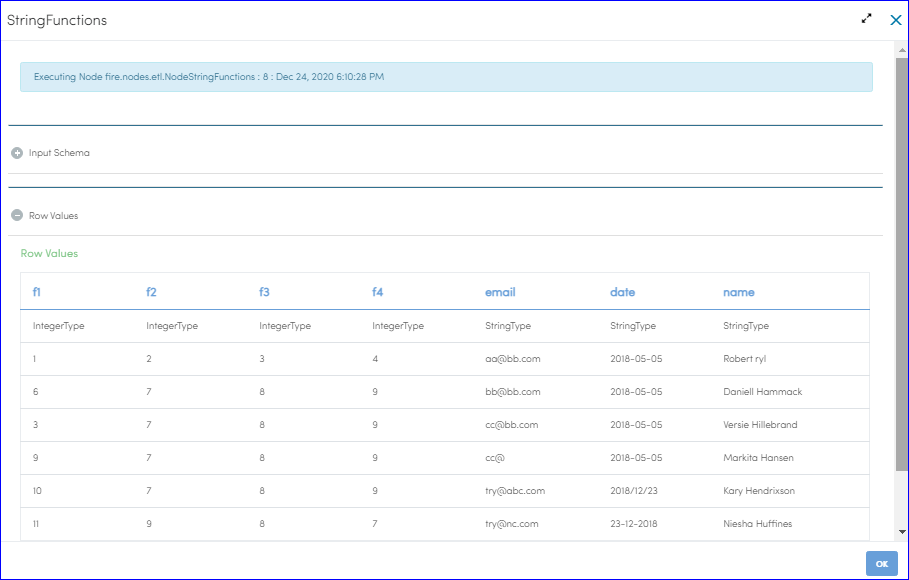 StringFunctions
Executing Node fire.nodes.etl.NodeStringFunctions : 8 : Dec 24, 2020 6:10:28 PM
Input Schema
Row Values
Row Values
f1 f2 f3 f4 email date name
IntegerType IntegerType IntegerType IntegerType StringType StringType StringType
1 2 3 4 aa@bb.com 2018-05-05 Robert ryl
6 7 8 9 bb@bb.com 2018-05-05 Daniell Hammack
3 7 8 9 cc@bb.com 2018-05-05 Versie Hillebrand
9 7 8 9 cc@ 2018-05-05 Markita Hansen
10 7 8 9 try@abc.com 2018/12/23 Kary Hendrixson
11 9 8 7 try@nc.com 23-12-2018 Niesha Huffines
OK